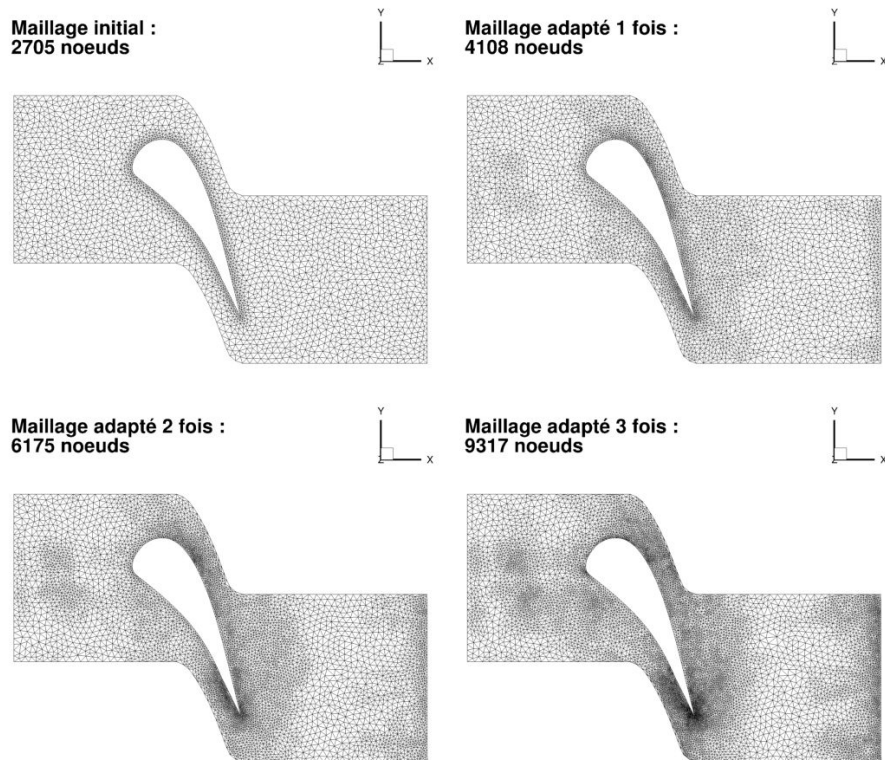 Maillage initial :
2705 noeuds
Y
Z
X
Maillage adapté 1 fois :
4108 noeuds
Y
Z
X
Maillage adapté 2 fois :
6175 noeuds
Y
Z
X
Maillage adapté 3 fois :
9317 noeuds
Y
Z
X